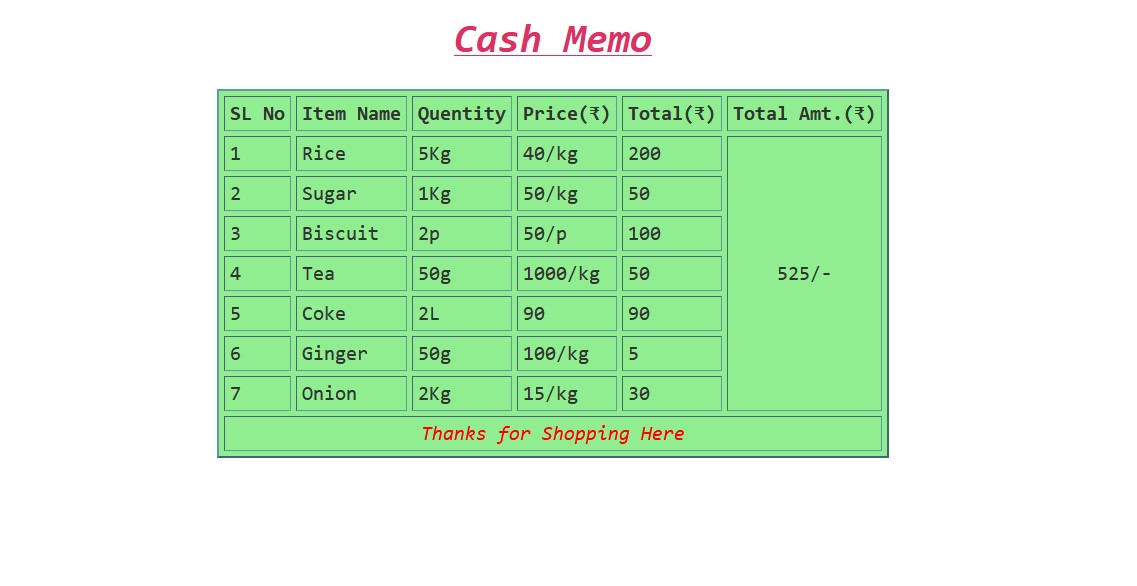 Cash Memo
SL No Item Name Quentity Price(₹) Total(₹) Total Amt.(₹)
1 Rice 5Kg 40/kg 200
2 Sugar 1Kg 50/kg 50
3 Biscuit 2p 50/p 100
4 Tea 50g 1000/kg 50 525/-
5 Coke 2L 90 90
6 Ginger 50g 100/kg 5
7 Onion 2Kg 15/kg 30
Thanks for Shopping Here